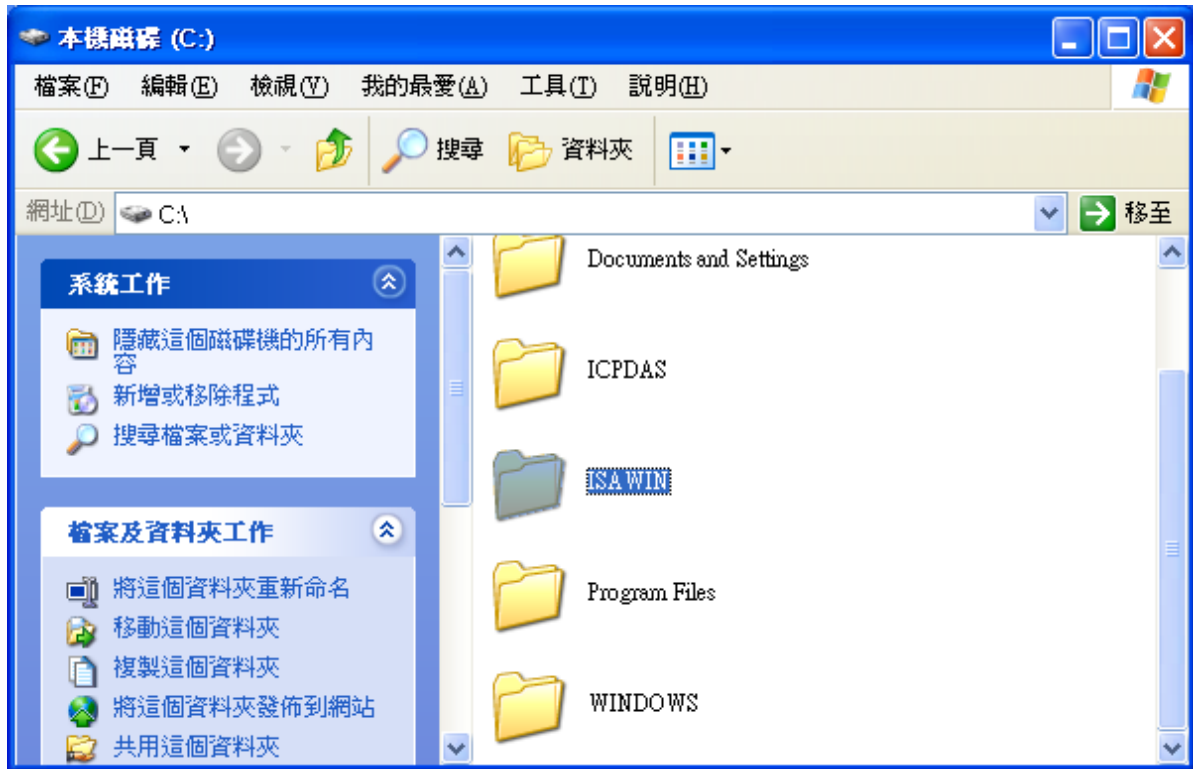 本機磁碟 (C:)
檔案(F) 編輯(E) 檢視(V) 我的最愛(A) 工具(T) 說明(H)
上一頁 搜尋 資料夾
網址(D) C:\ 移至
系統工作
隱藏這個磁碟機的所有內
容
新增或移除程式
搜尋檔案或資料夾
檔案及資料夾工作
將這個資料夾重新命名
移動這個資料夾
複製這個資料夾
將這個資料夾發佈到網站
共用這個資料夾
Documents and Settings
ICPDAS
ISAWIN
Program Files
WINDOWS